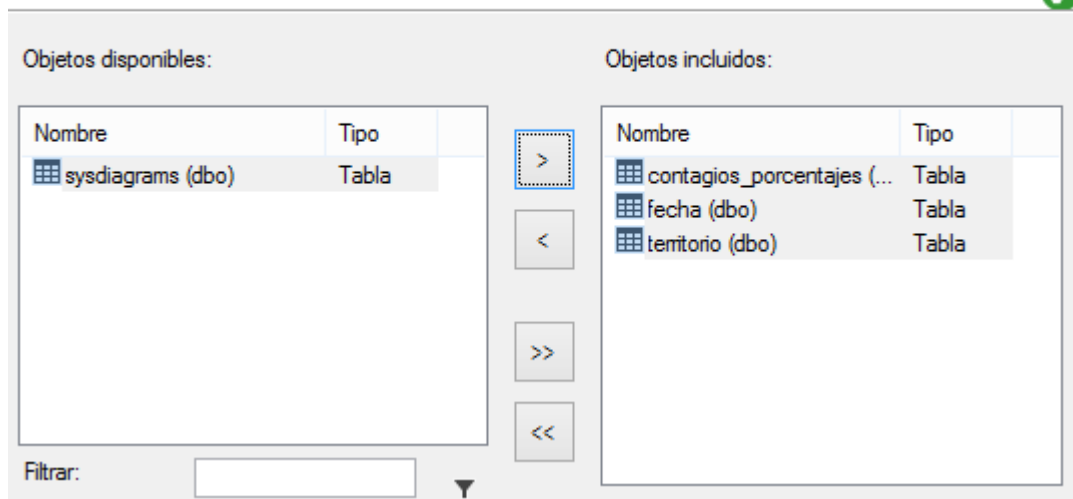 Objetos disponibles:
Nombre Tipo
sysdiagrams (dbo) Tabla
Filtrar:
>
<
>>
<<
Objetos incluidos:
Nombre Tipo
contagios_porcentajes (... Tabla
fecha (dbo) Tabla
territorio (dbo) Tabla